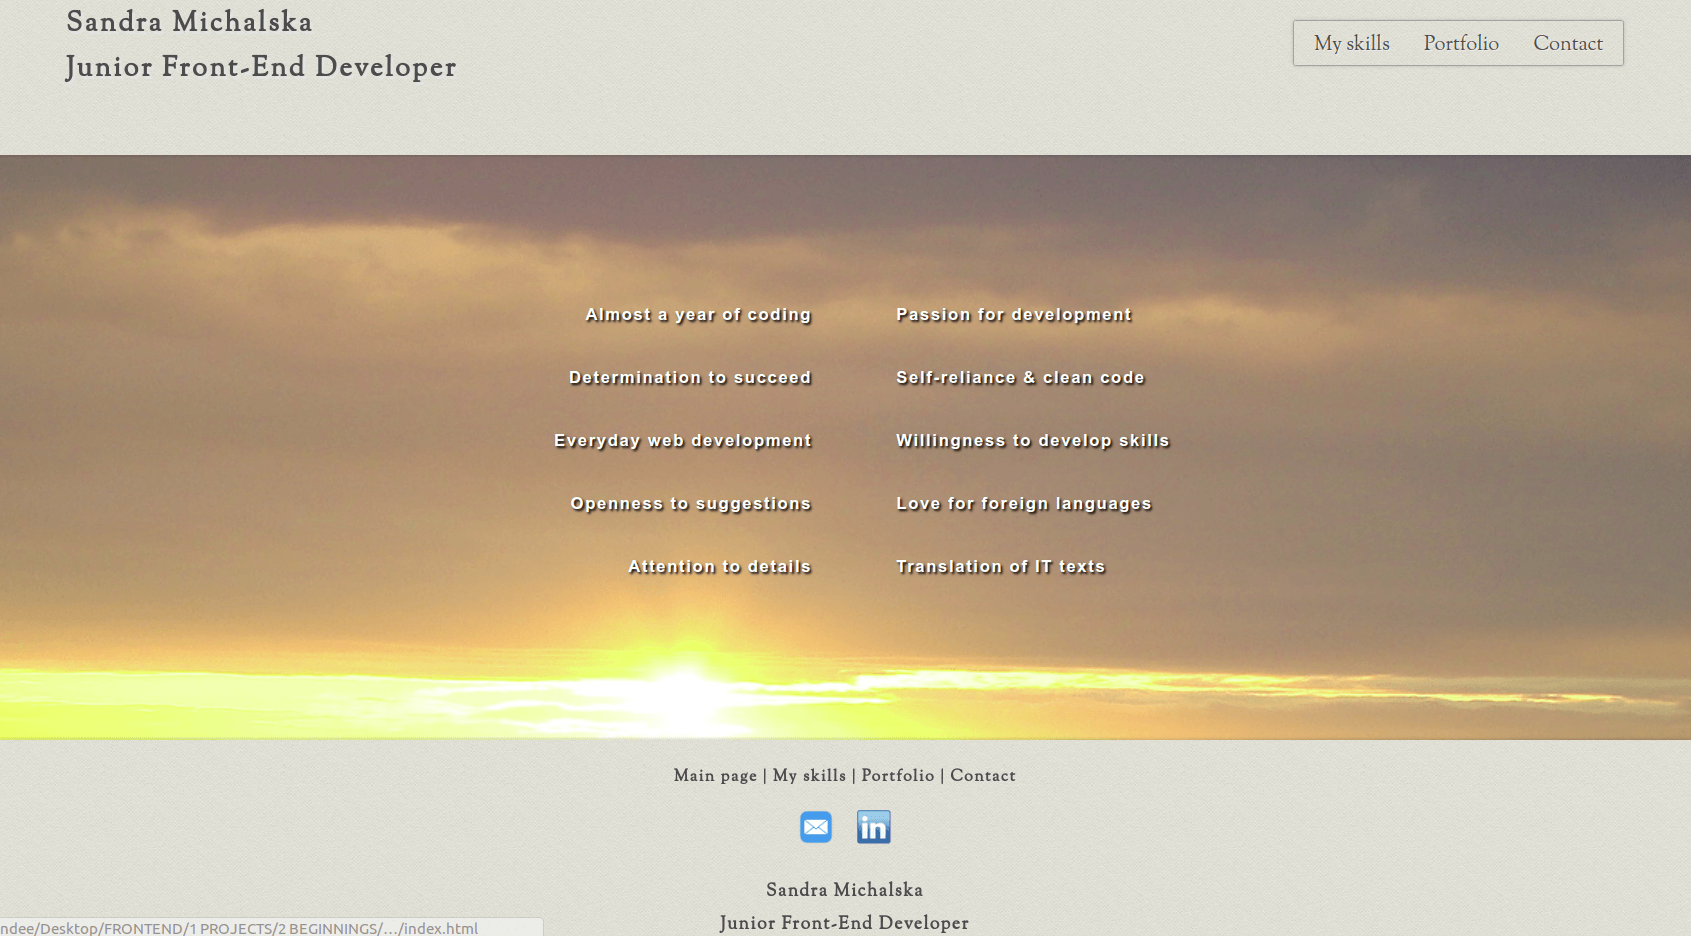 Sandra Michalska
Junior Front-End Developer
My skills Portfolio Contact
Almost a year of coding
Passion for development
Determination to succeed
Self-reliance & clean code
Everyday web development
Willingness to develop skills
Openness to suggestions
Love for foreign languages
Attention to details
Translation of IT texts
Main page | My skills | Portfolio | Contact
in
Sandra Michalska
Junior Front-End Developer
ndee/Desktop/FRONTEND/1 PROJECTS/2 BEGINNINGS/.../index.html